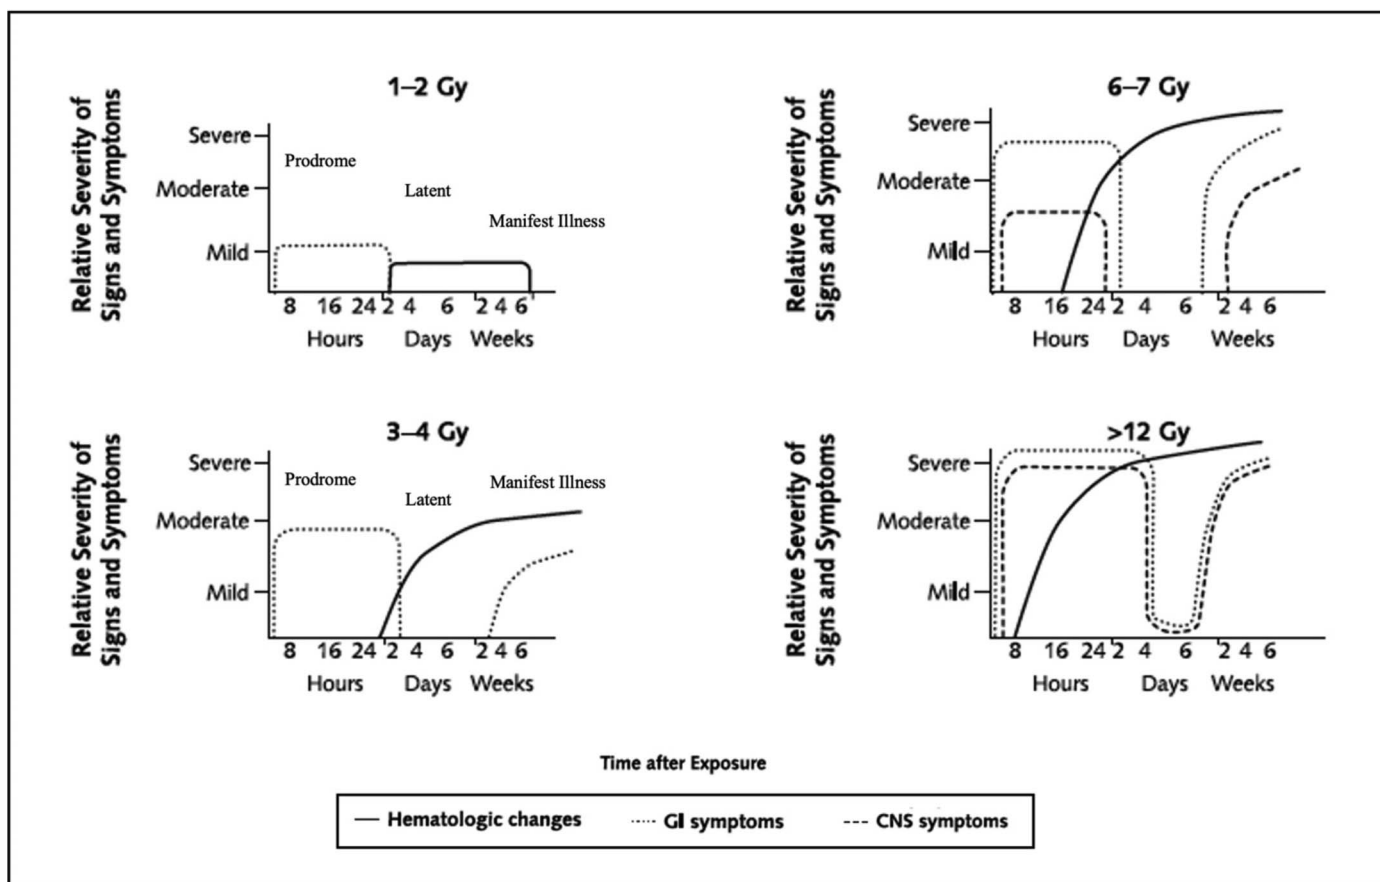 1–2 Gy
Relative Severity of
Signs and Symptoms
Severe
Moderate
Mild
Prodrome
Latent
Manifest Illness
8 16 24 2 4 6 2 4 6
Hours Days Weeks
6–7 Gy
Relative Severity of
Signs and Symptoms
Severe
Moderate
Mild
8 16 24 2 4 6 2 4 6
Hours Days Weeks
3–4 Gy
Relative Severity of
Signs and Symptoms
Severe
Moderate
Mild
Prodrome
Latent
Manifest Illness
8 16 24 2 4 6 2 4 6
Hours Days Weeks
>12 Gy
Relative Severity of
Signs and Symptoms
Severe
Moderate
Mild
8 16 24 2 4 6 2 4 6
Hours Days Weeks
Time after Exposure
Hematologic changes GI symptoms CNS symptoms